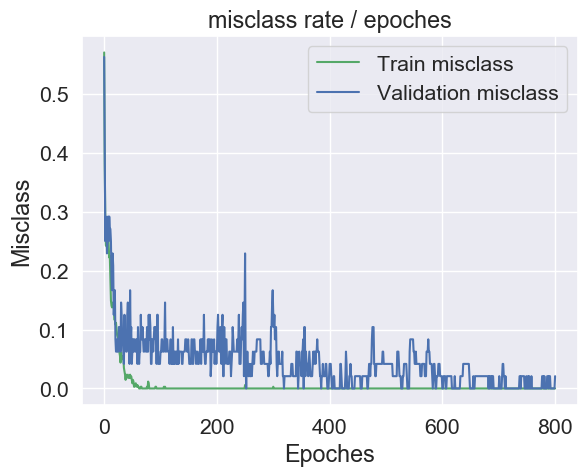 misclass rate / epoches
Train misclass
Validation misclass
Misclass
0.5
0.4
0.3
0.2
0.1
0.0
0
200
400
600
800
Epoches